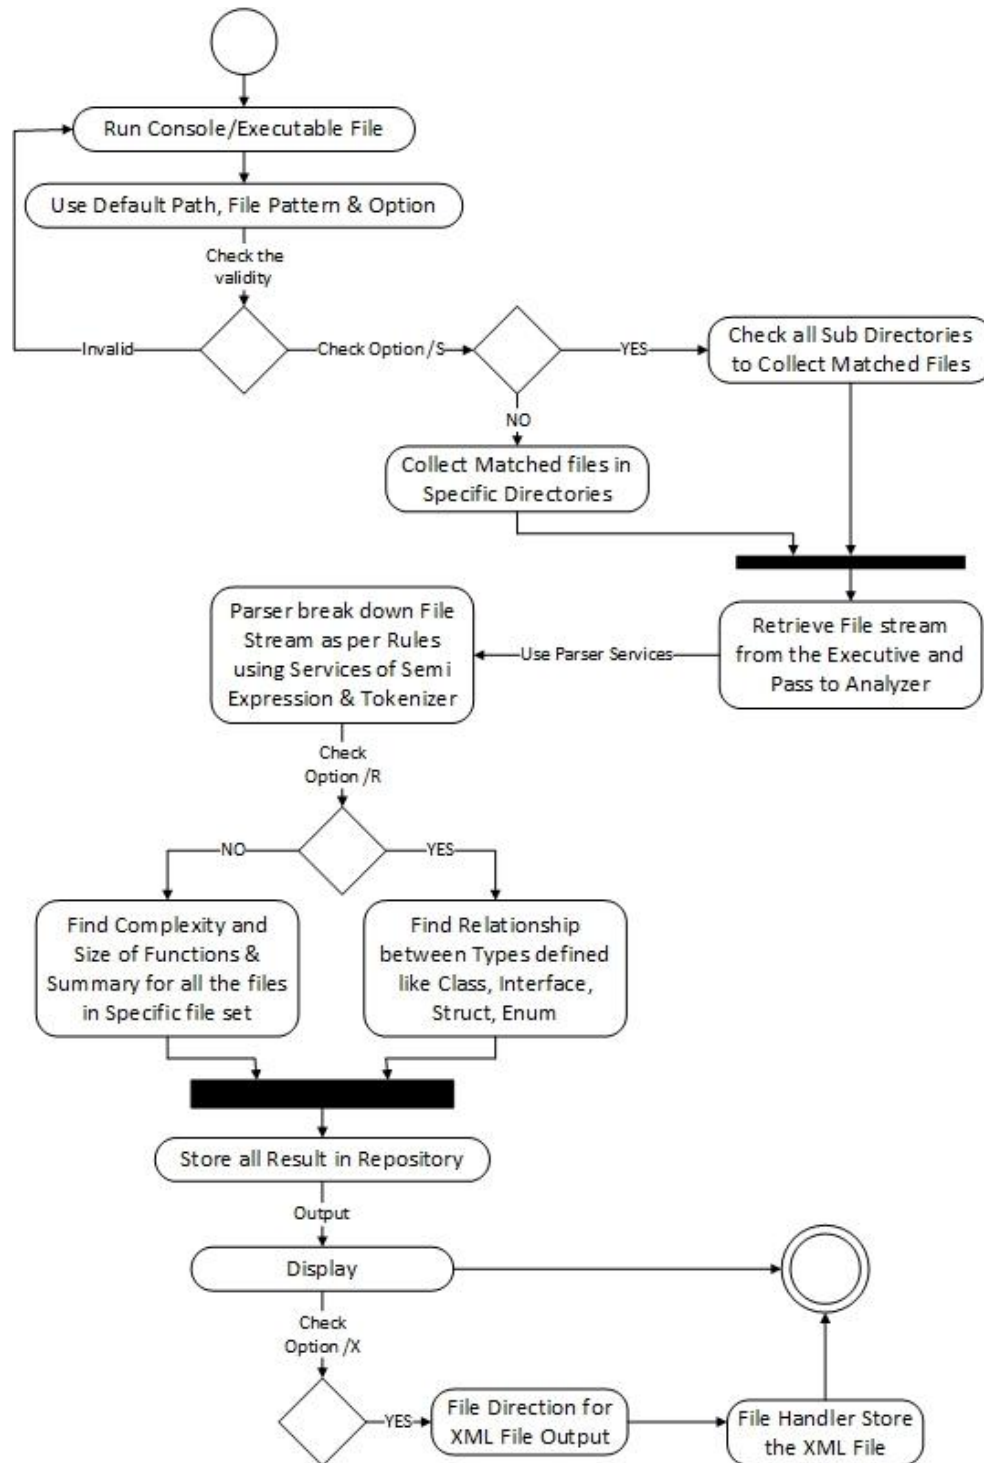 Run Console/Executable File
Use Default Path, File Pattern & Option
Check the
validity
Invalid
Check Option /S
YES
Check all Sub Directories
to Collect Matched Files
NO
Collect Matched files in
Specific Directories
Parser break down File
Stream as per Rules
using Services of Semi
Expression & Tokenizer
Use Parser Services
Retrieve File stream
from the Executive and
Pass to Analyzer
Check
Option /R
NO
YES
Find Complexity and
Size of Functions &
Summary for all the files
in Specific file set
Find Relationship
between Types defined
like Class, Interface,
Struct, Enum
Store all Result in Repository
Output
Display
Check
Option /X
YES
File Direction for
XML File Output
File Handler Store
the XML File